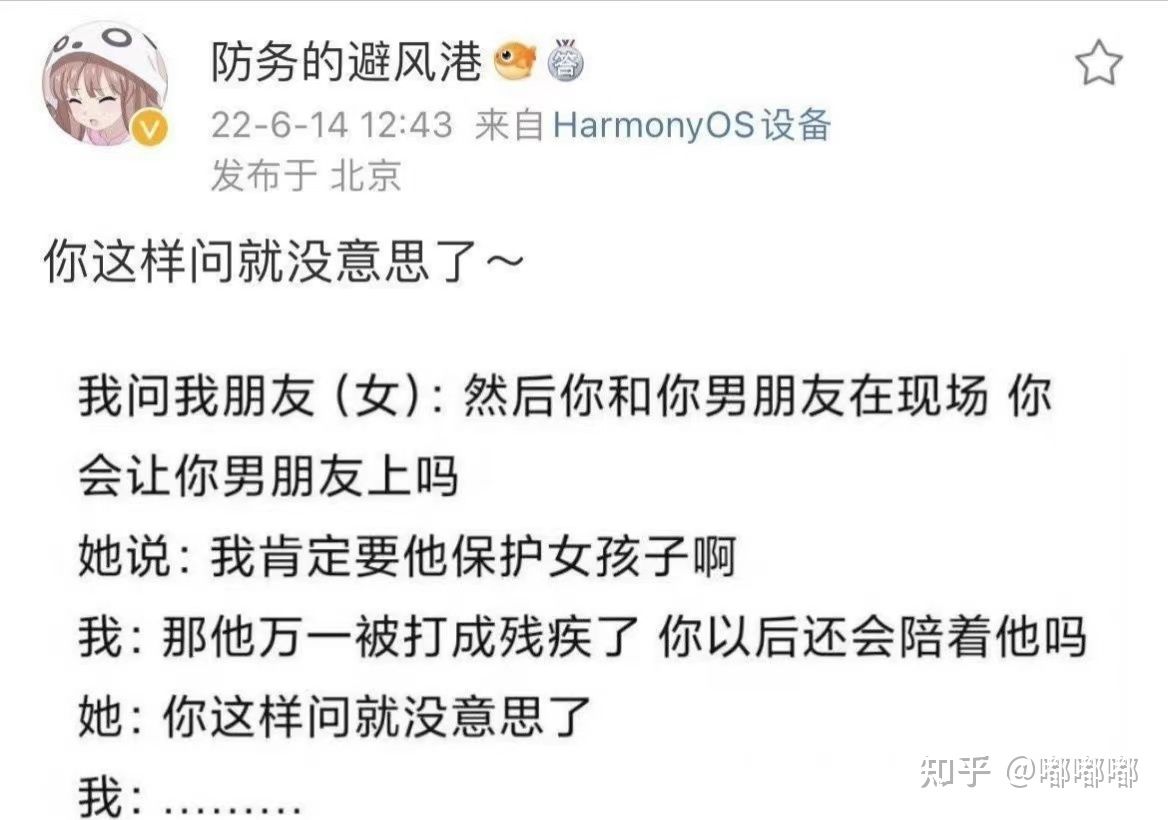 防务的避风港
答
22-6-14 12:43 来自 HarmonyOS设备
发布于 北京
你这样问就没意思了～
我问我朋友（女）：然后你和你男朋友在现场 你
会让你男朋友上吗
她说：我肯定要他保护女孩子啊
我：那他万一被打成残疾了 你以后还会陪着他吗
她：你这样问就没意思了
我：………
知乎 @嘟嘟嘟